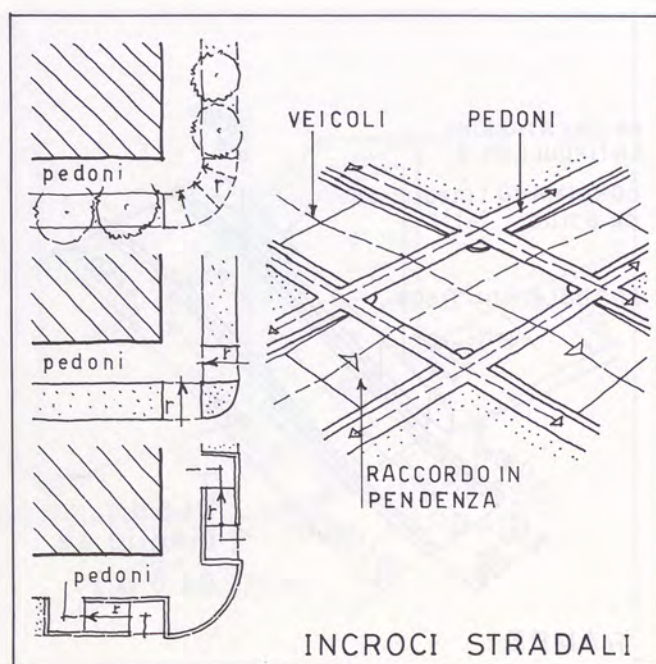 pedoni
r
pedoni
r
r
r
pedoni
r
VEICOLI
PEDONI
RACCORDO IN
PENDENZA
INCROCI STRADALI